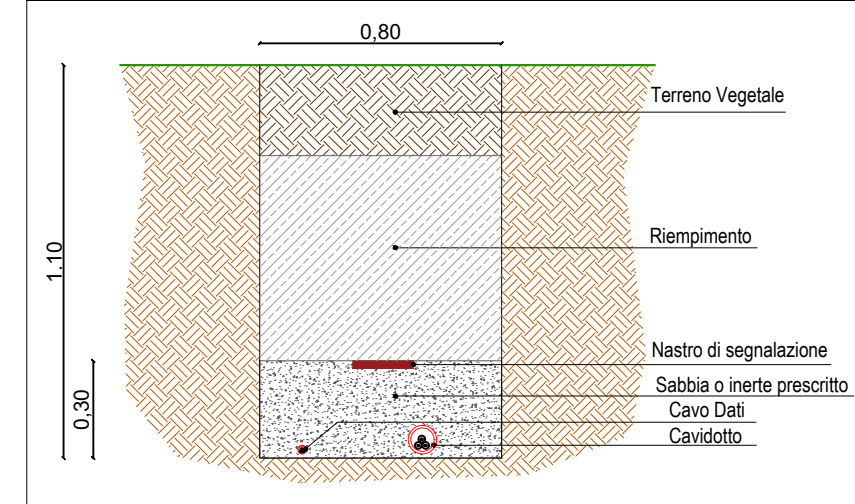 0,80
Terreno Vegetale
Riempimento
1.10
Nastro di segnalazione
Sabbia o inerte prescritto
0,30
Cavo Dati
Cavidotto